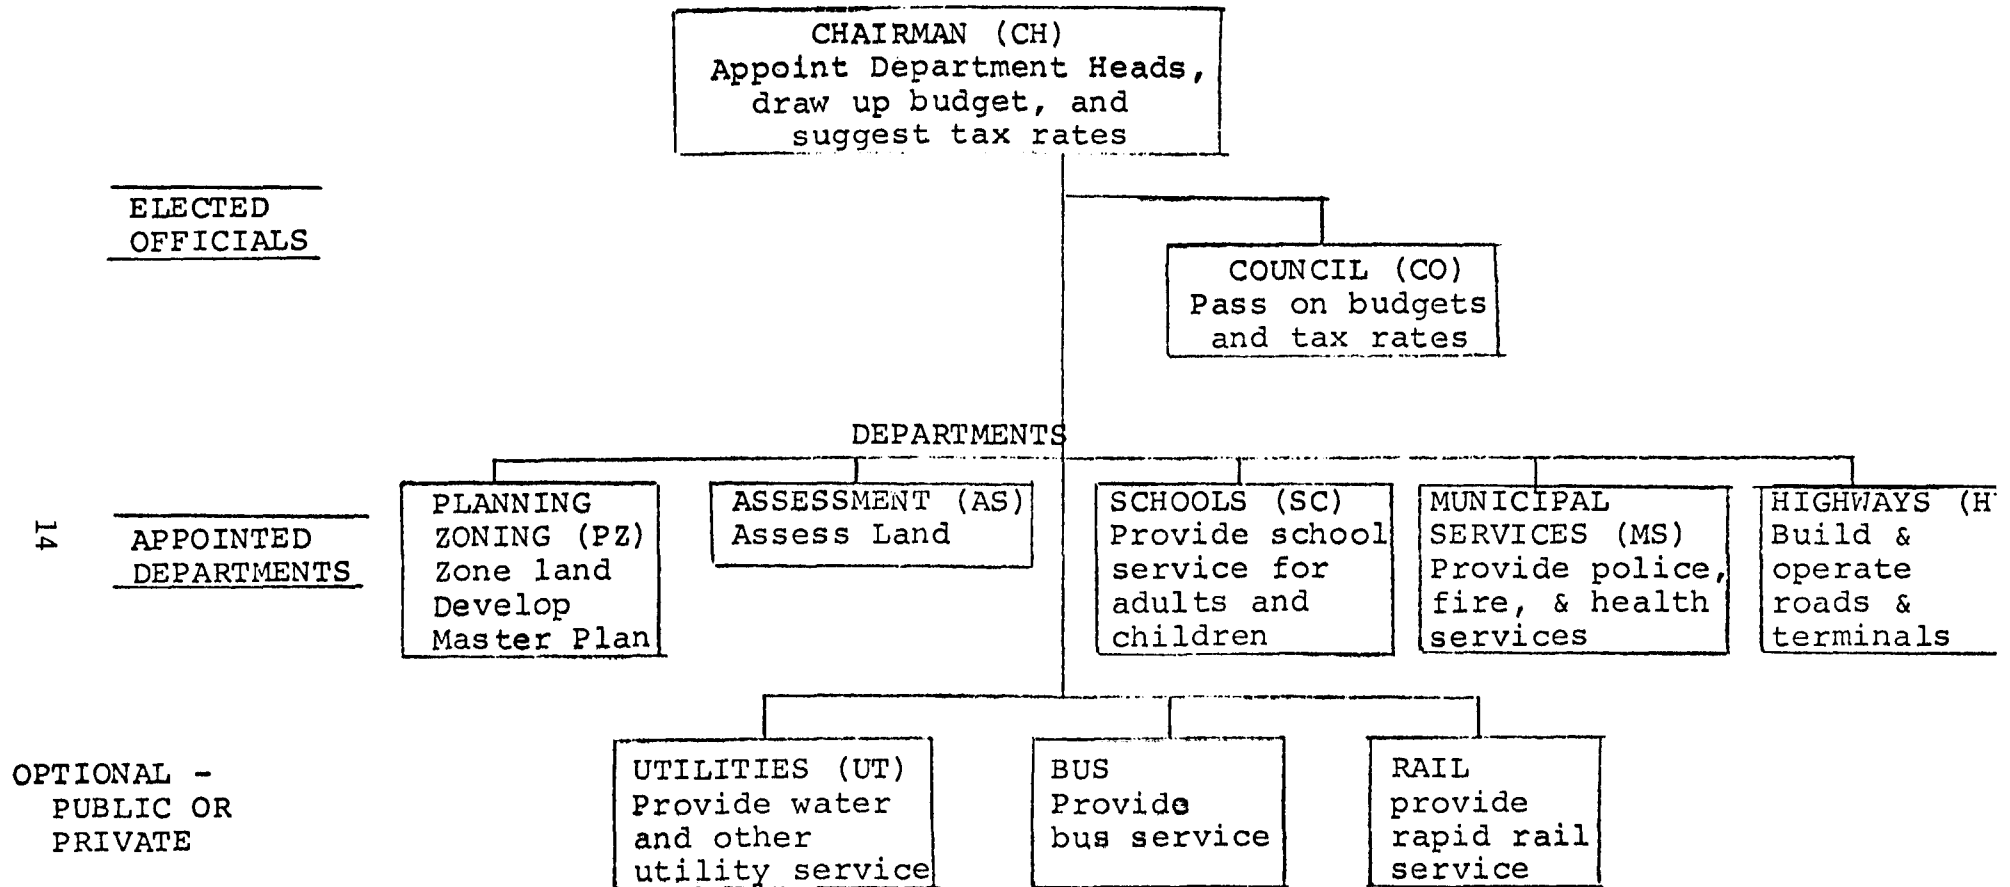 CHAIRMAN (CH)
Appoint Department Heads,
draw up budget, and
suggest tax rates
ELECTED
OFFICIALS
COUNCIL (CO)
Pass on budgets
and tax rates
DEPARTMENTS
14
APPOINTED
DEPARTMENTS
PLANNING
ZONING (PZ)
Zone land
Develop
Master Plan
ASSESSMENT (AS)
Assess Land
SCHOOLS (SC)
Provide school
service for
adults and
children
MUNICIPAL
SERVICES (MS)
Provide police,
fire, & health
services
HIGHWAYS (H
Build &
operate
roads &
terminals
OPTIONAL -
PUBLIC OR
PRIVATE
UTILITIES (UT)
Provide water
and other
utility service
BUS
Provide
bus service
RAIL
provide
rapid rail
service